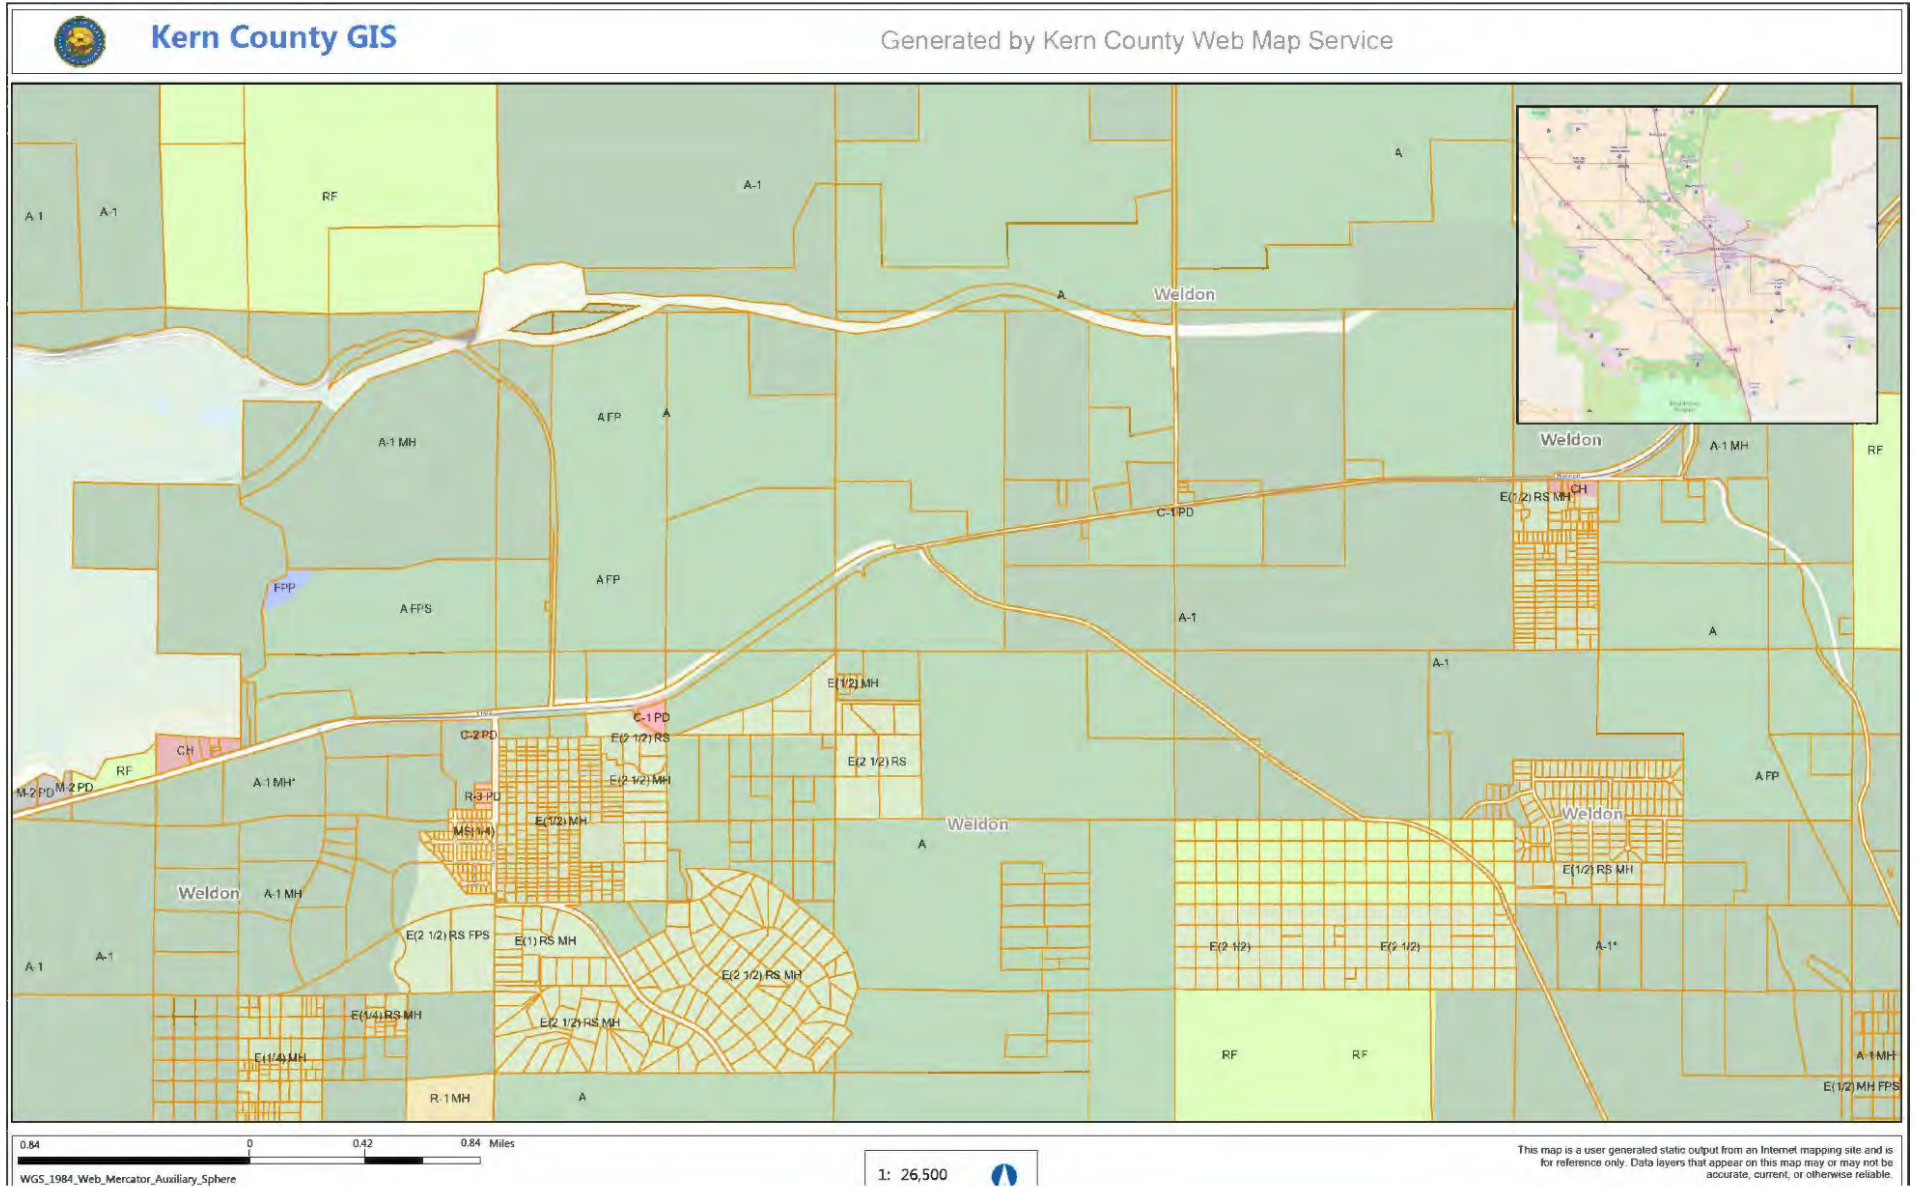 Kern County GIS
Generated by Kern County Web Map Service
A
A-1
RF
A-1
A-1
A
Weldon
A FP
A
A-1 MH
Weldon
A-1 MH
RF
CH
E(1/2) RS MH
C-1 PD
FPP
A FP
A FPS
A-1
A
A-1
E(1/2) MH
C-1 PD
C-2 PD
E(2 1/2) RS
CH
E(2 1/2) RS
RF
E(2 1/2) MH
A-1 MH*
A FP
M-2 PD
M-2 PD
R-3 PD
Weldon
E(1/2) MH
Weldon
MS(1/4)
A
E(1/2) RS MH
Weldon
A-1 MH
E(2 1/2) RS FPS
E(1) RS MH
E(2 1/2)
E(2 1/2)
A-1*
A-1
A-1
E(2 1/2) RS MH
E(1/4) RS MH
E(2 1/2) RS MH
E(1/4) MH
RF
RF
A-1 MH
E(1/2) MH FPS
R-1 MH
A
0.84
0
0.42
0.84 Miles
WGS_1984_Web_Mercator_Auxiliary_Sphere
1: 26,500
This map is a user generated static output from an Internet mapping site and is
for reference only. Data layers that appear on this map may or may not be
accurate, current, or otherwise reliable.